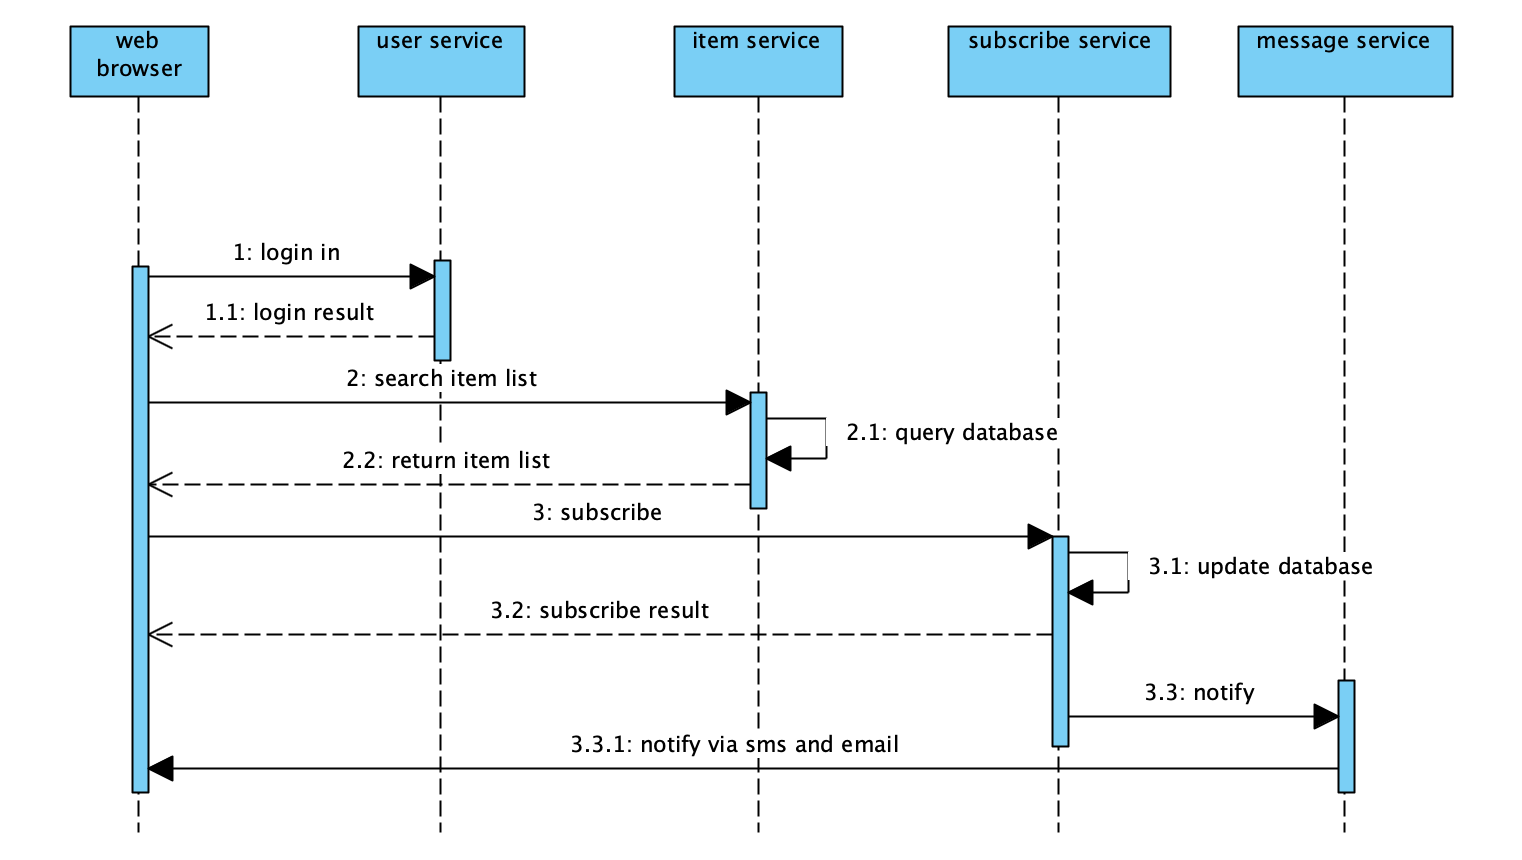 web
browser
user service
item service
subscribe service
message service
1: login in
1.1: login result
2: search item list
2.1: query database
2.2: return item list
3: subscribe
3.1: update database
3.2: subscribe result
3.3: notify
3.3.1: notify via sms and email